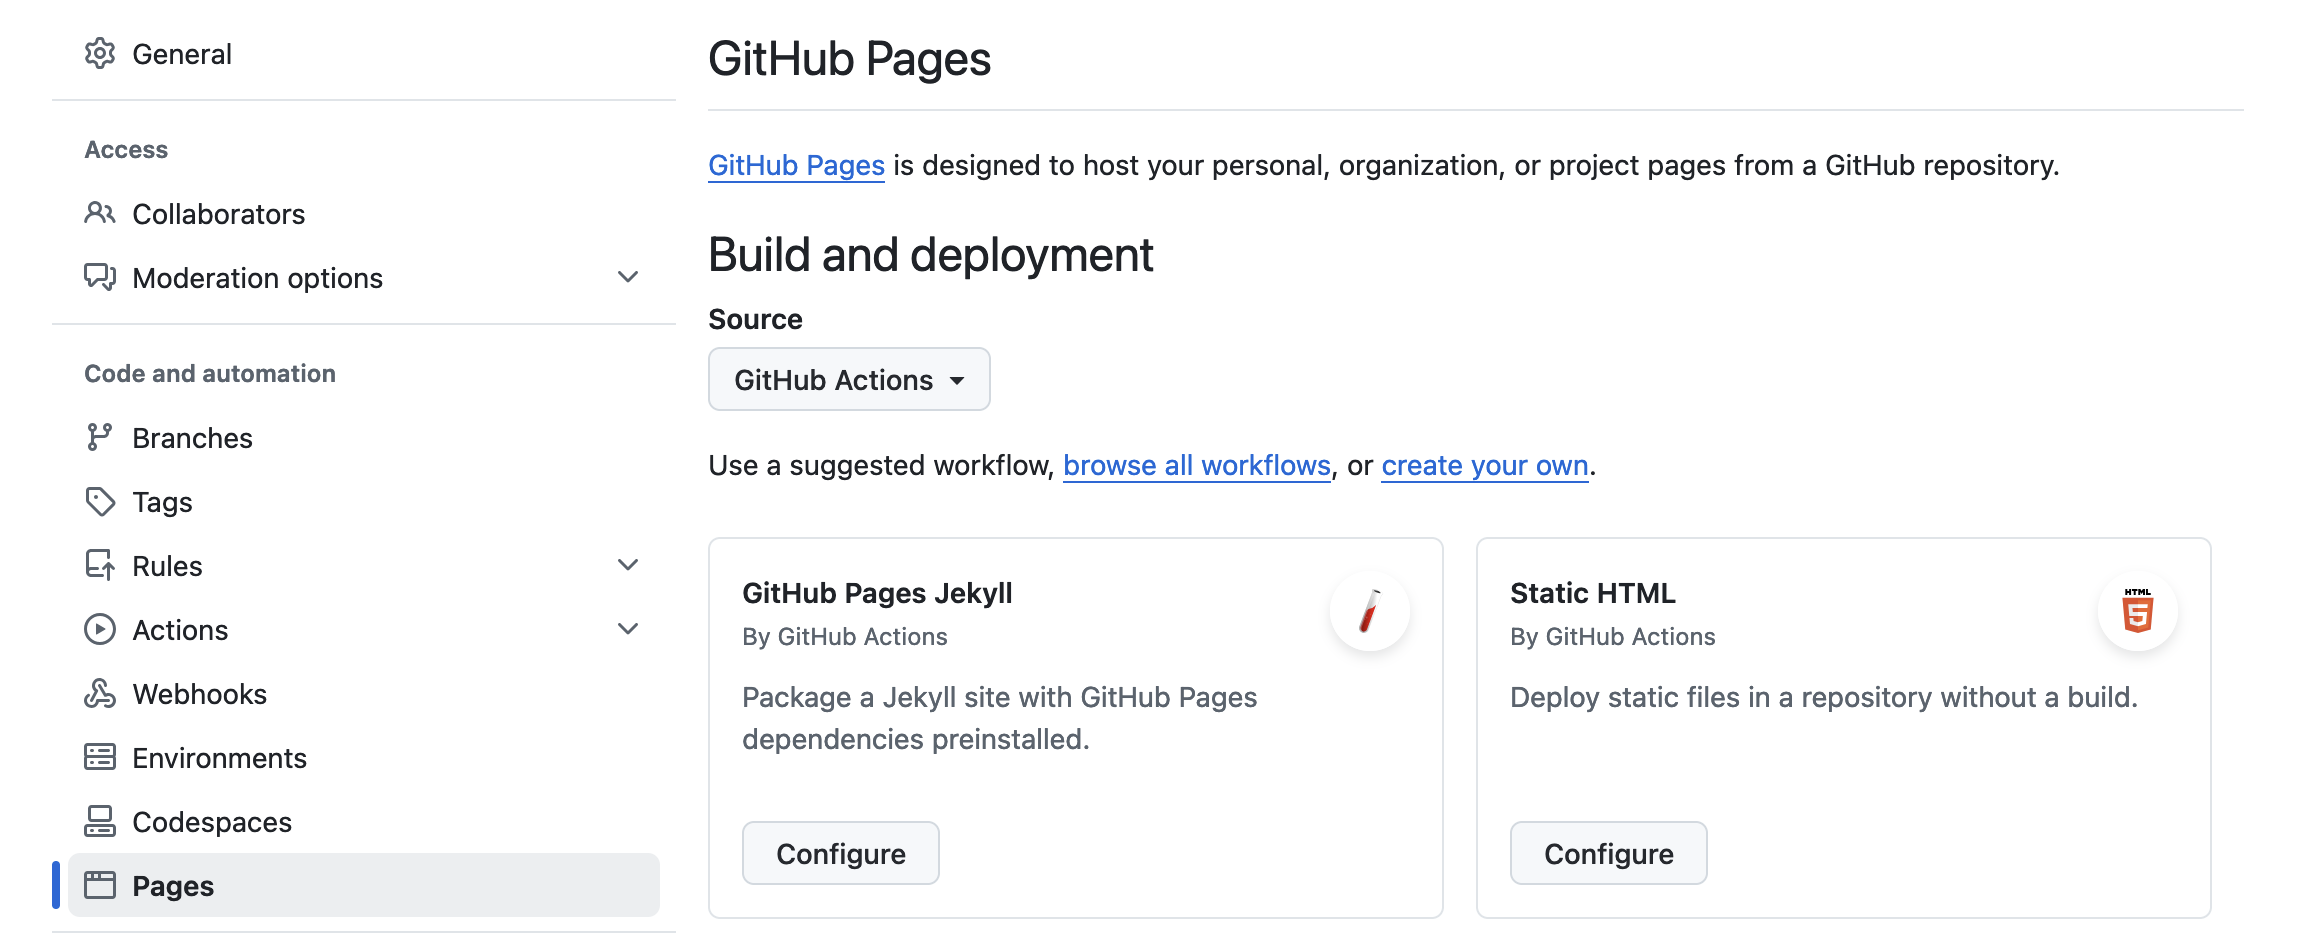 General
Access
Collaborators
Moderation options
Code and automation
Branches
Tags
Rules
Actions
Webhooks
Environments
Codespaces
Pages
GitHub Pages
GitHub Pages is designed to host your personal, organization, or project pages from a GitHub repository.
Build and deployment
Source
GitHub Actions
Use a suggested workflow, browse all workflows, or create your own.
GitHub Pages Jekyll
By GitHub Actions
Package a Jekyll site with GitHub Pages
dependencies preinstalled.
Configure
Static HTML
By GitHub Actions
HTML
5
Deploy static files in a repository without a build.
Configure